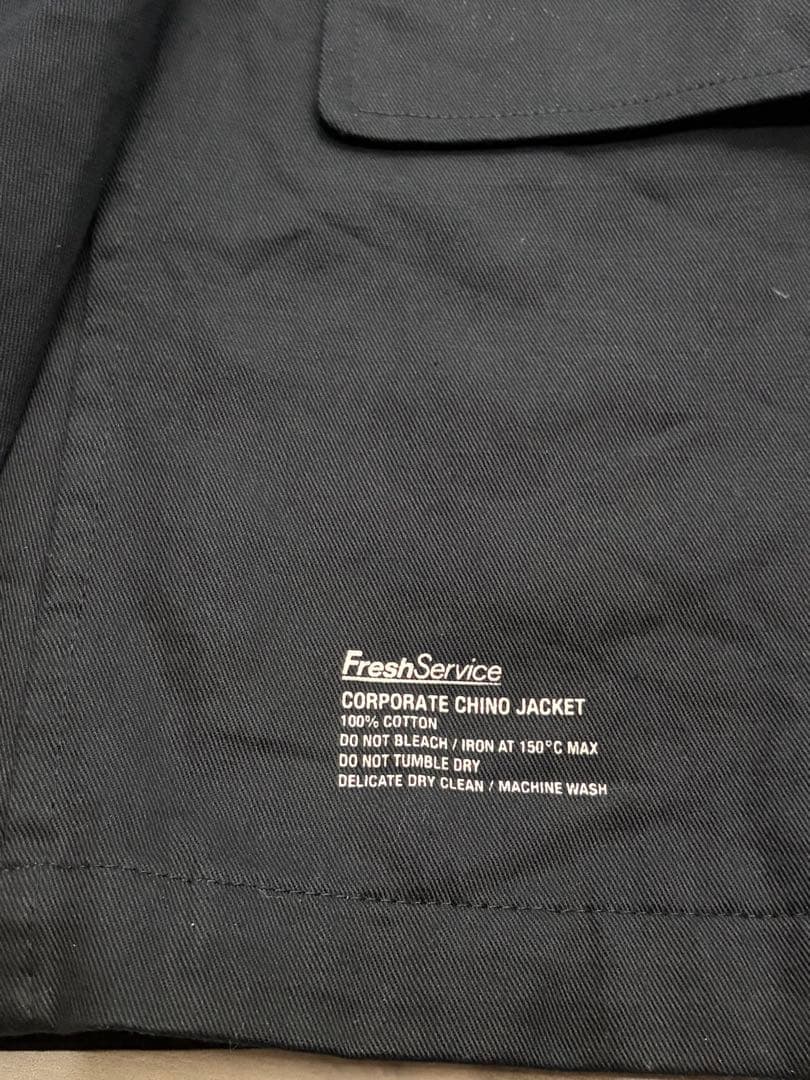 FreshService
CORPORATE CHINO JACKET
100% COTTON
DO NOT BLEACH / IRON AT 150°C MAX
DO NOT TUMBLE DRY
DELICATE DRY CLEAN / MACHINE WASH